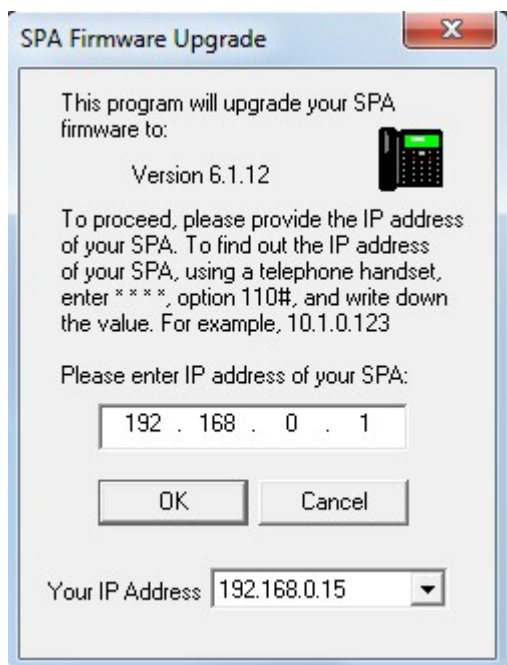 SPA Firmware Upgrade
This program will upgrade your SPA
firmware to:
Version 6.1.12
To proceed, please provide the IP address
of your SPA. To find out the IP address
of your SPA, using a telephone handset,
enter * * * *, option 110#, and write down
the value. For example, 10.1.0.123
Please enter IP address of your SPA:
192 . 168 . 0 . 1
OK Cancel
Your IP Address 192.168.0.15